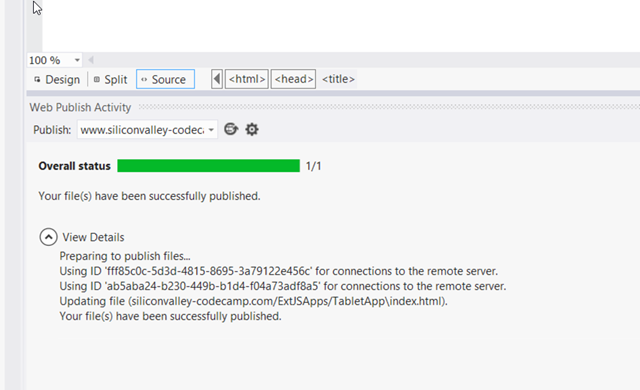 100 %
Design Split Source <html> <head> <title>
Web Publish Activity
Publish: www.siliconvalley-codeca
Overall status 1/1
Your file(s) have been successfully published.
View Details
Preparing to publish files...
Using ID 'fff85c0c-5d3d-4815-8695-3a79122e456c' for connections to the remote server.
Using ID 'ab5aba24-b230-449b-b1d4-f04a73adf8a5' for connections to the remote server.
Updating file (siliconvalley-codecamp.com/ExtJSApps/TabletApp\index.html).
Your file(s) have been successfully published.